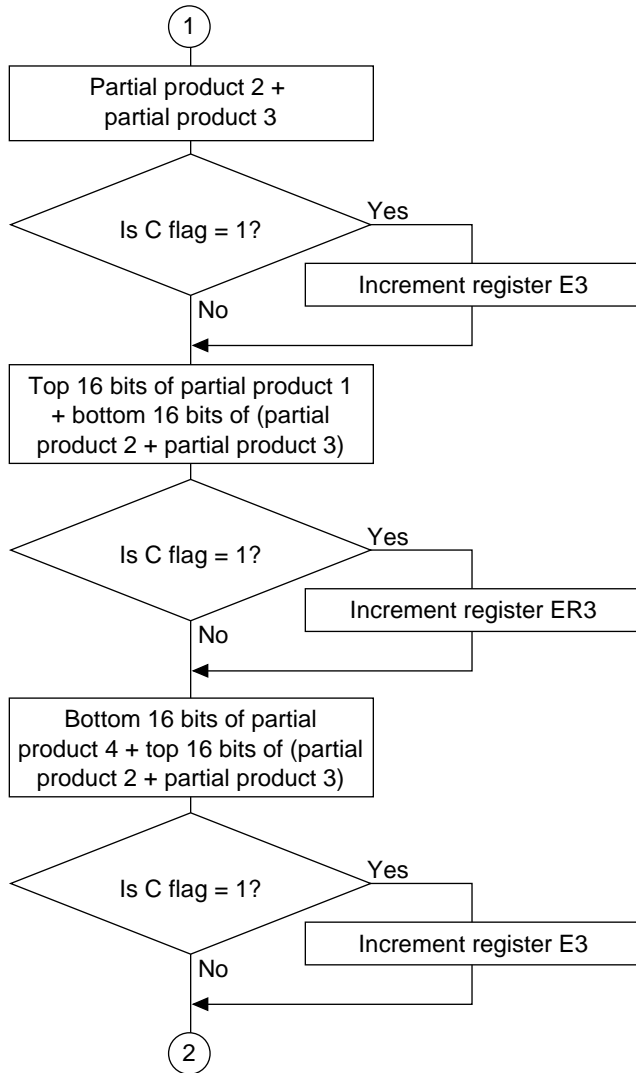 1
Partial product 2 +
partial product 3
Is C flag = 1?
Yes
Increment register E3
No
Top 16 bits of partial product 1
+ bottom 16 bits of (partial
product 2 + partial product 3)
Is C flag = 1?
Yes
Increment register ER3
No
Bottom 16 bits of partial
product 4 + top 16 bits of (partial
product 2 + partial product 3)
Is C flag = 1?
Yes
Increment register E3
No
2